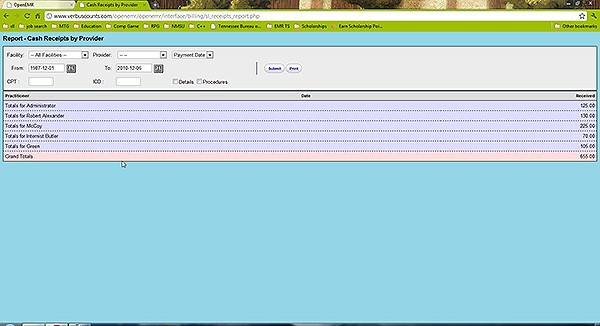 OpenEMR
Cash Receipts by Provider
www.verbuscounts.com/openemr/openemr/interface/billing/sl_receipts_report.php
all job search MTG Education Comp Game RPG NMSU C++ Tennessee Bureau o... EMR TS Scholarships Earn Scholarship Poi... Other bookmarks
Report - Cash Receipts by Provider
Facility: -- All Facilities -- Provider: -- -- Payment Date
From: 1987-12-01 To: 2010-12-06 Submit Print
CPT : ICD : Details Procedures
Practitioner Date Received
Totals for Administrator 125.00
Totals for Robert Alexander 130.00
Totals for McCoy 225.00
Totals for Internist Butler 70.00
Totals for Green 105.00
Grand Totals 655.00